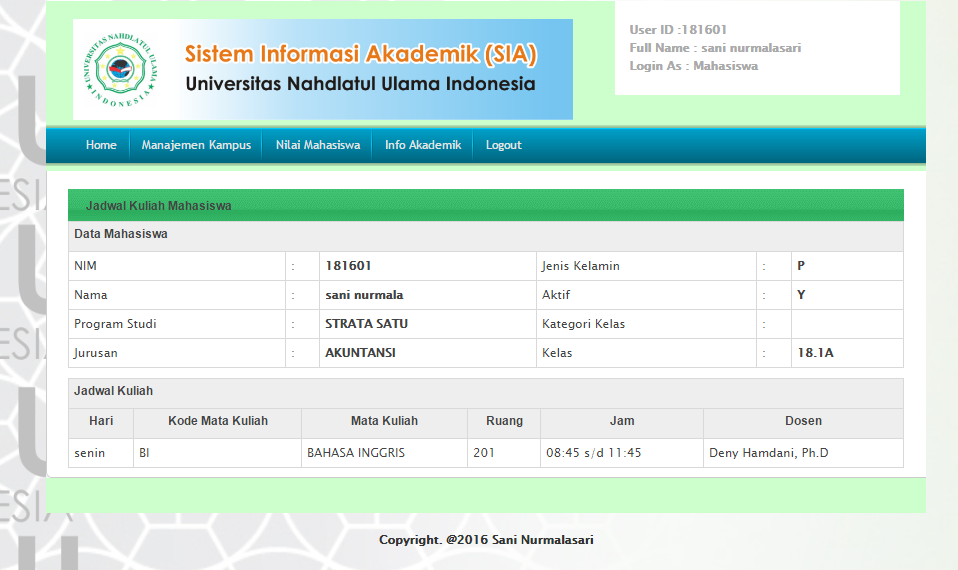 User ID :181601
Full Name : sani nurmalasari
Login As : Mahasiswa
UNIVERSITAS NAHDLATUL ULAMA
INDONESIA
Sistem Informasi Akademik (SIA)
Universitas Nahdlatul Ulama Indonesia
Home Manajemen Kampus Nilai Mahasiswa Info Akademik Logout
Jadwal Kuliah Mahasiswa
Data Mahasiswa
NIM : 181601 Jenis Kelamin : P
Nama : sani nurmala Aktif : Y
Program Studi : STRATA SATU Kategori Kelas :
Jurusan : AKUNTANSI Kelas : 18.1A
Jadwal Kuliah
Hari Kode Mata Kuliah Mata Kuliah Ruang Jam Dosen
senin BI BAHASA INGGRIS 201 08:45 s/d 11:45 Deny Hamdani, Ph.D
Copyright. @2016 Sani Nurmalasari